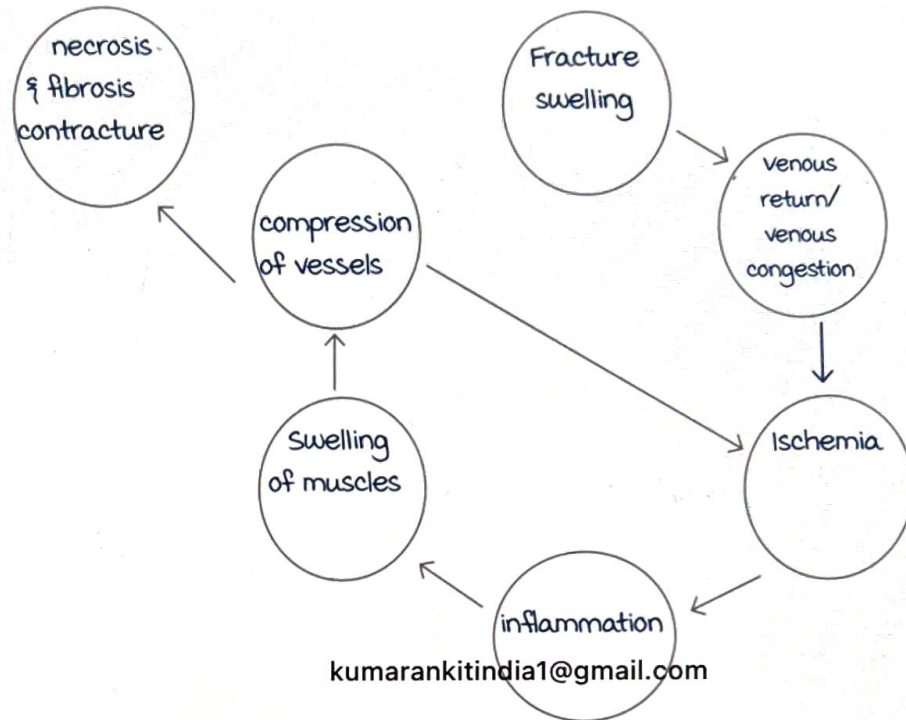 necrosis
& fibrosis
contracture
Fracture
swelling
venous
return/
venous
congestion
compression
of vessels
Swelling
of muscles
Ischemia
inflammation
kumarankitindia1@gmail.com